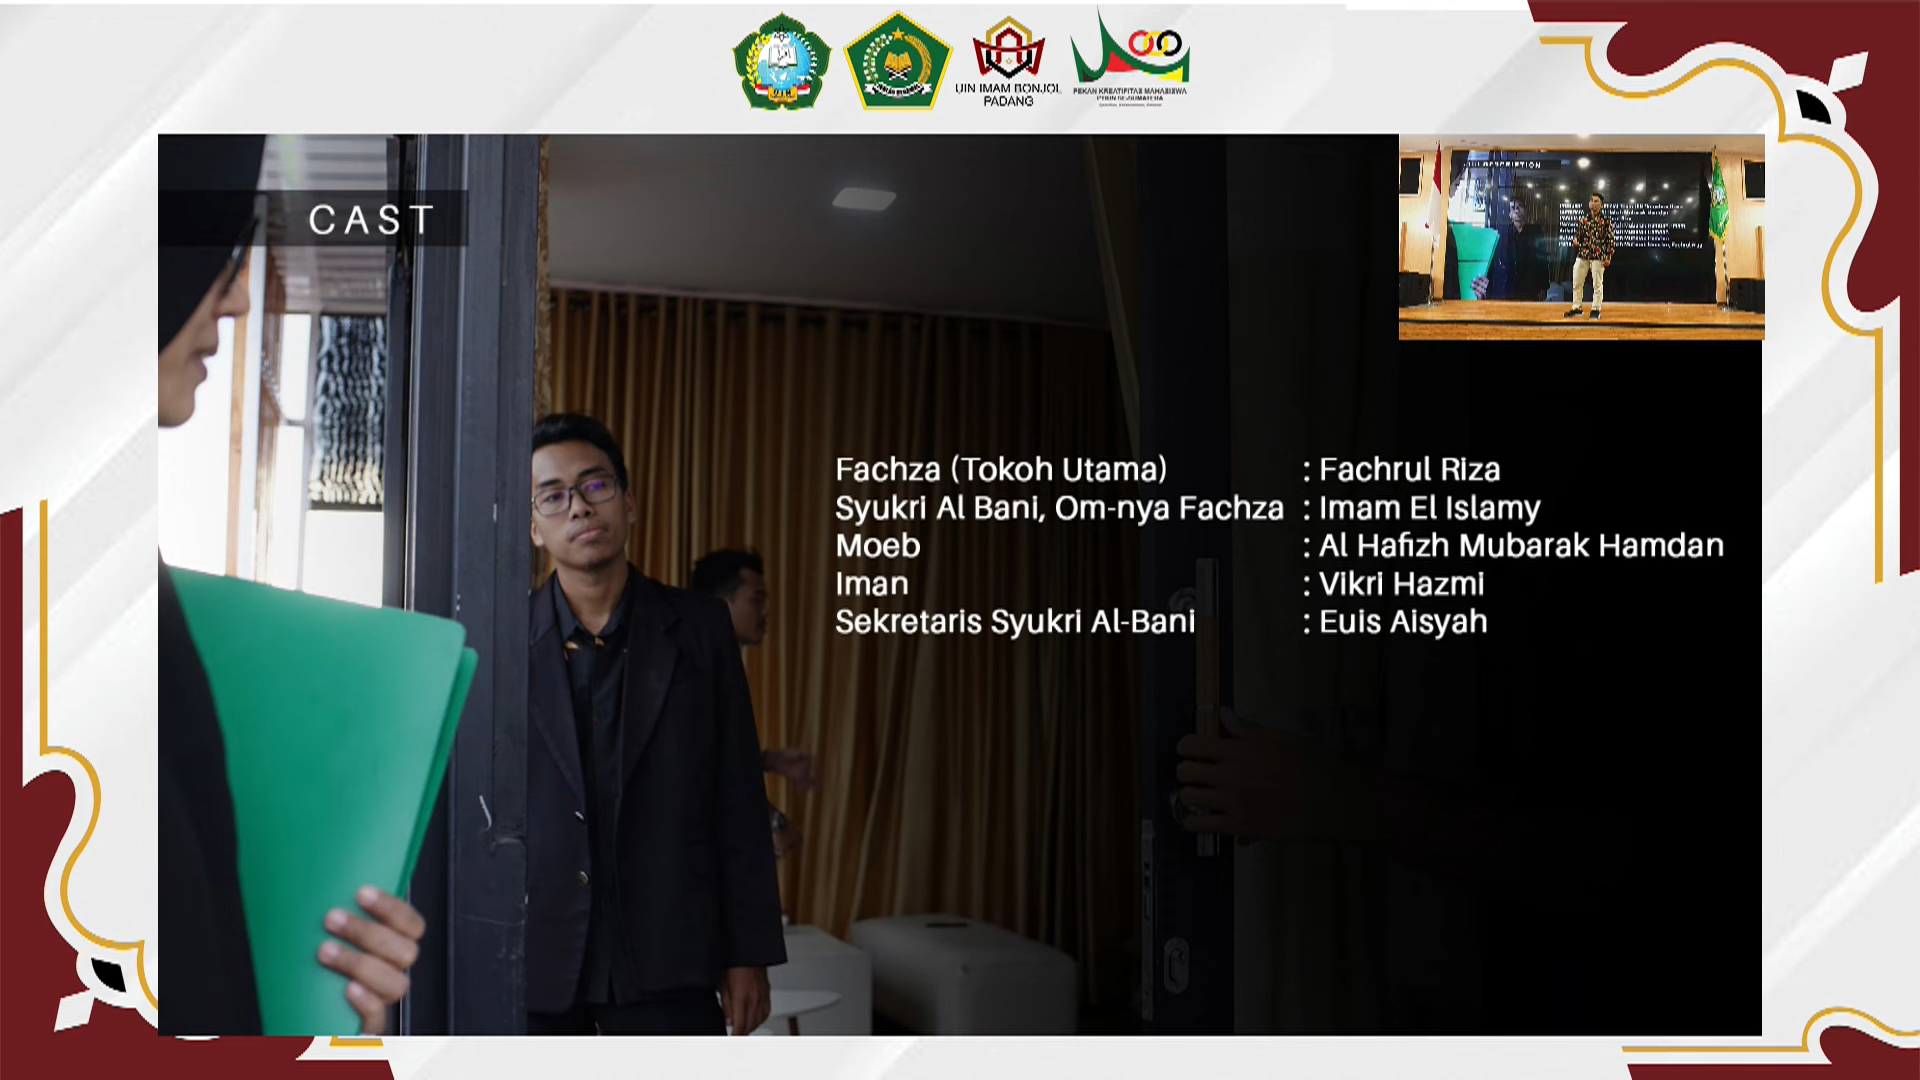 UIN IMAM BONJOL
PADANG
PEKAN KREATIFITAS MAHASISWA
CAST
Fachza (Tokoh Utama) : Fachrul Riza
Syukri Al Bani, Om-nya Fachza : Imam El Islamy
Moeb : Al Hafizh Mubarak Hamdan
Iman : Vikri Hazmi
Sekretaris Syukri Al-Bani : Euis Aisyah